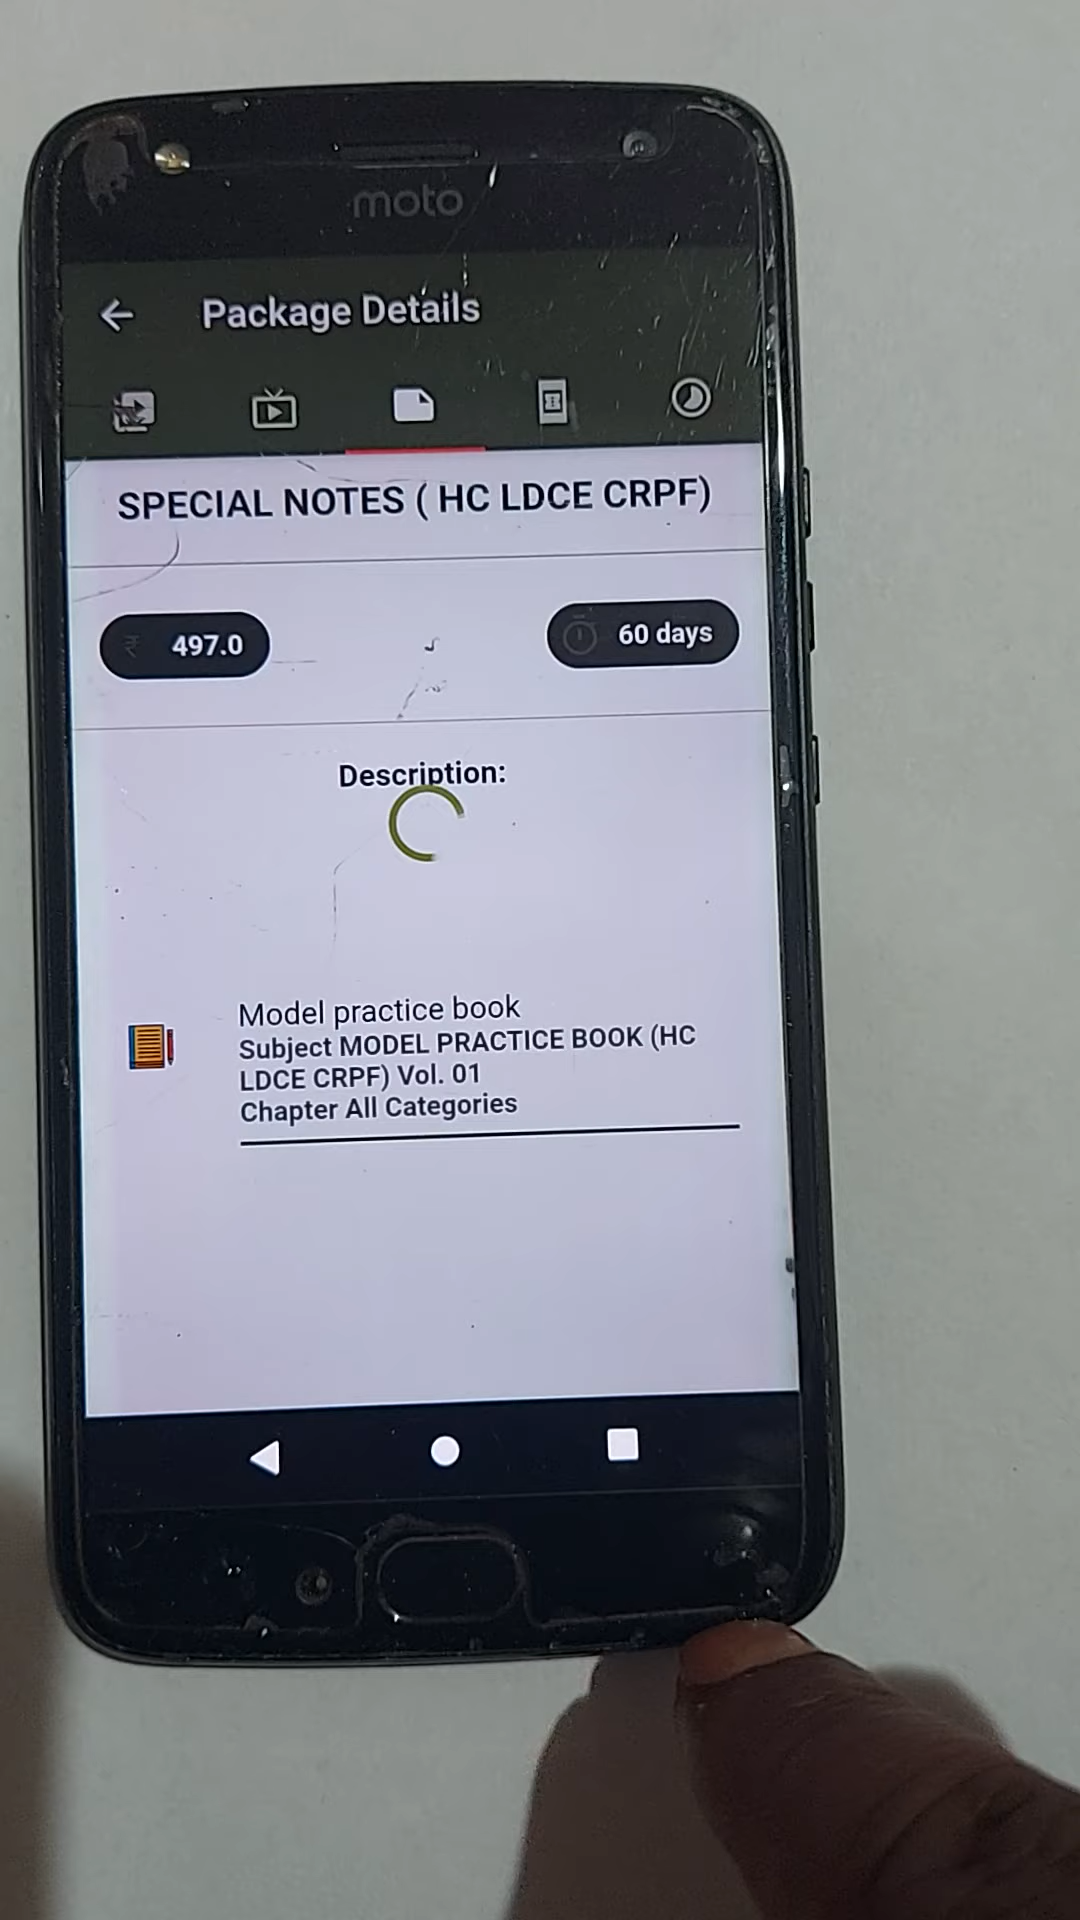 moto
Package Details
SPECIAL NOTES ( HC LDCE CRPF)
₹ 497.0
60 days
Description:
Model practice book
Subject MODEL PRACTICE BOOK (HC
LDCE CRPF) Vol. 01
Chapter All Categories